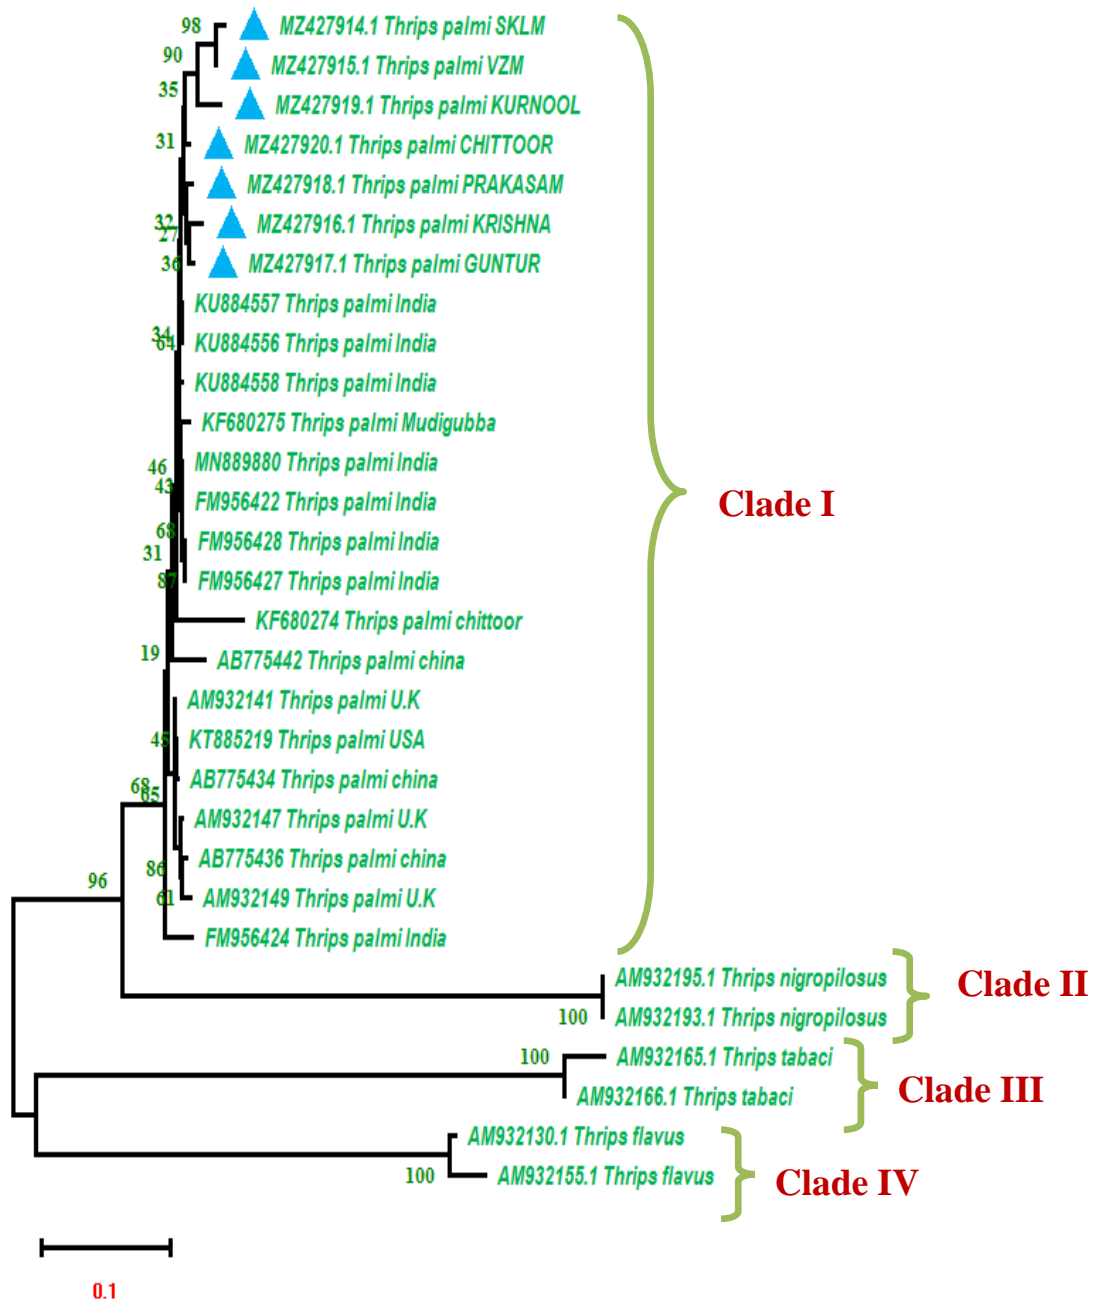 98
MZ427914.1 Thrips palmi SKLM
90
MZ427915.1 Thrips palmi VZM
35
MZ427919.1 Thrips palmi KURNOOL
31
MZ427920.1 Thrips palmi CHITTOOR
MZ427918.1 Thrips palmi PRAKASAM
32
MZ427916.1 Thrips palmi KRISHNA
27
36
MZ427917.1 Thrips palmi GUNTUR
KU884557 Thrips palmi India
34
64
KU884556 Thrips palmi India
KU884558 Thrips palmi India
KF680275 Thrips palmi Mudigubba
46
MN889880 Thrips palmi India
43
FM956422 Thrips palmi India
Clade I
68
FM956428 Thrips palmi India
31
87
FM956427 Thrips palmi India
KF680274 Thrips palmi chittoor
19
AB775442 Thrips palmi china
AM932141 Thrips palmi U.K
45
KT885219 Thrips palmi USA
68
65
AB775434 Thrips palmi china
AM932147 Thrips palmi U.K
86
AB775436 Thrips palmi china
96
61
AM932149 Thrips palmi U.K
FM956424 Thrips palmi India
AM932195.1 Thrips nigropilosus
Clade II
100
AM932193.1 Thrips nigropilosus
100
AM932165.1 Thrips tabaci
Clade III
AM932166.1 Thrips tabaci
AM932130.1 Thrips flavus
100
AM932155.1 Thrips flavus
Clade IV
0.1